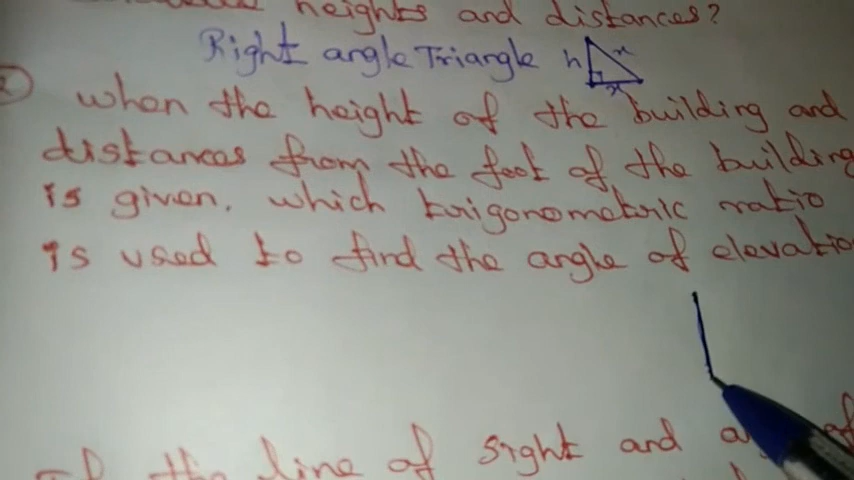 heights and distances?
Right angle Triangle h x x
2 when the height of the building and
distances from the foot of the building
is given. which trigonometric ratio
is used to find the angle of elevatio
the line of sight and a